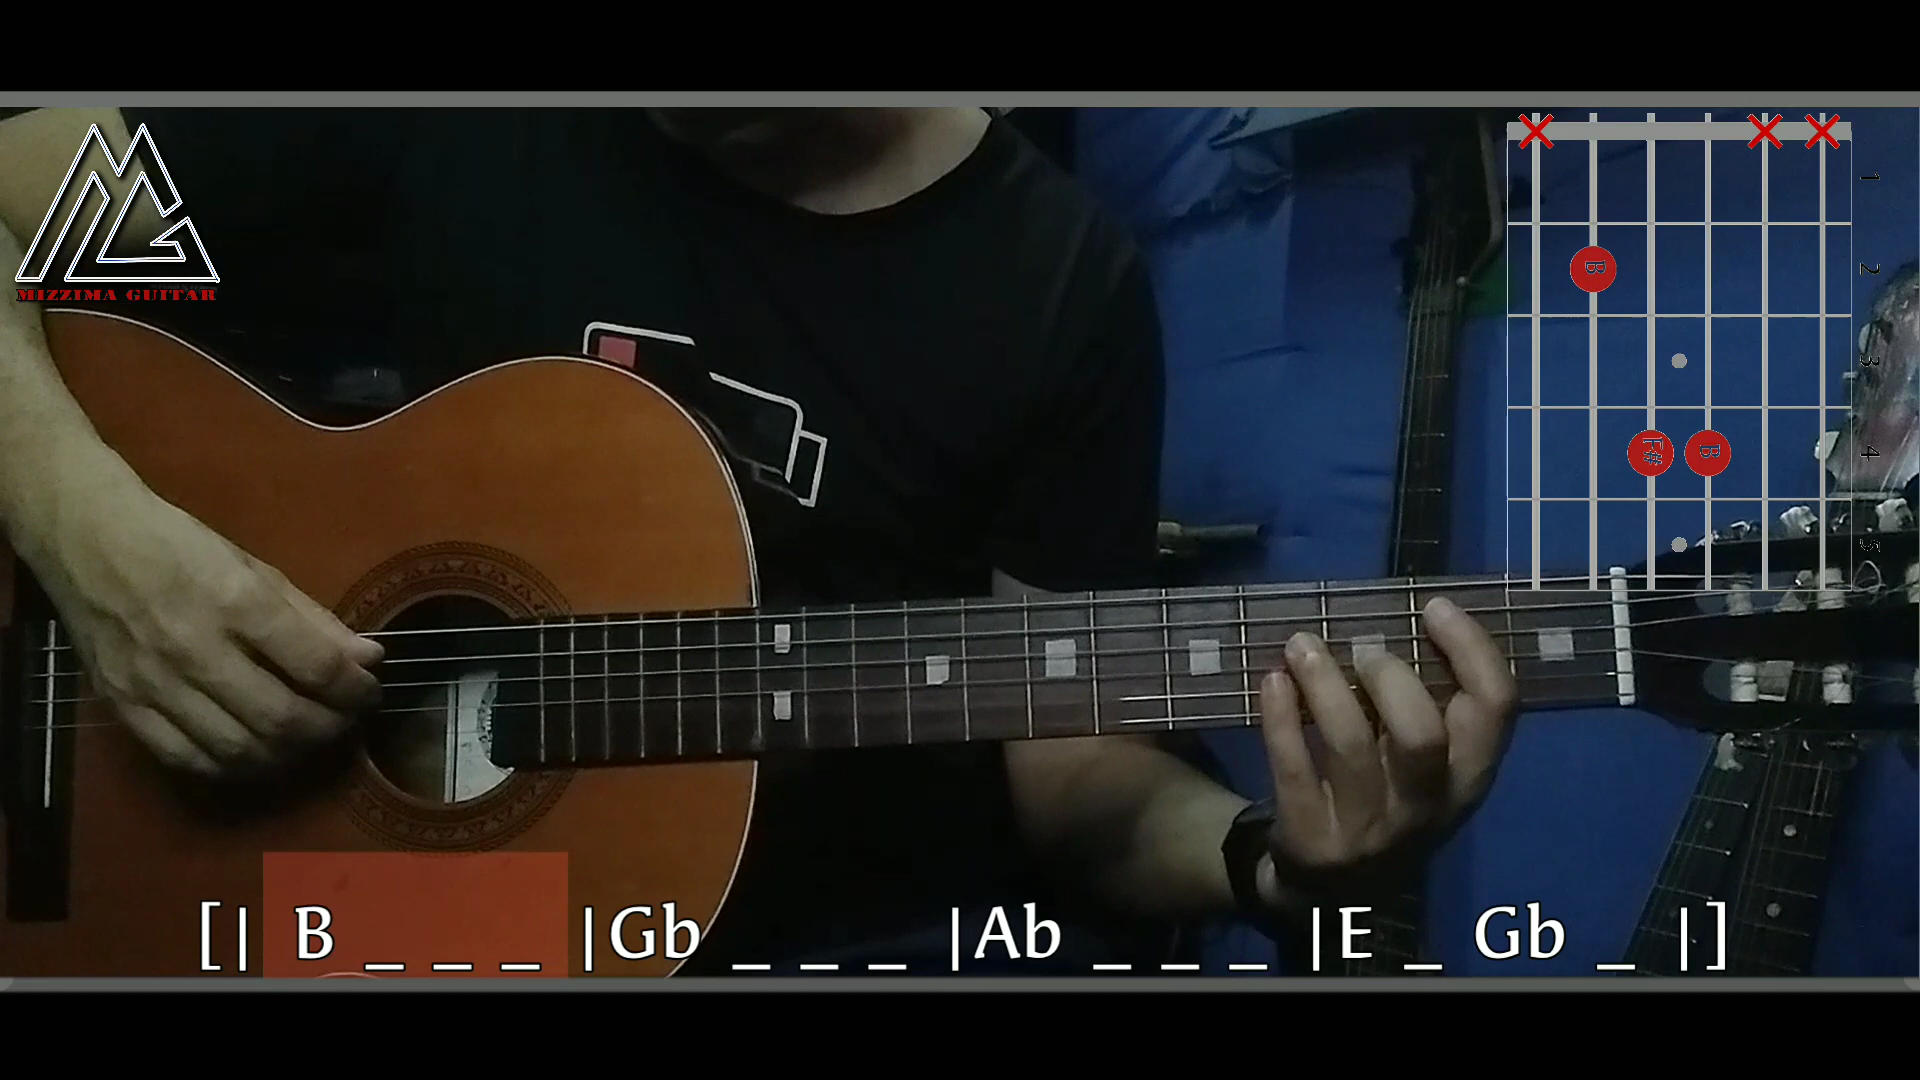 MIZZIMA GUITAR
1
2
B
3
4
F# B
5
[| B _ _ _ |Gb _ _ _ |Ab _ _ _ |E _ Gb _ |]